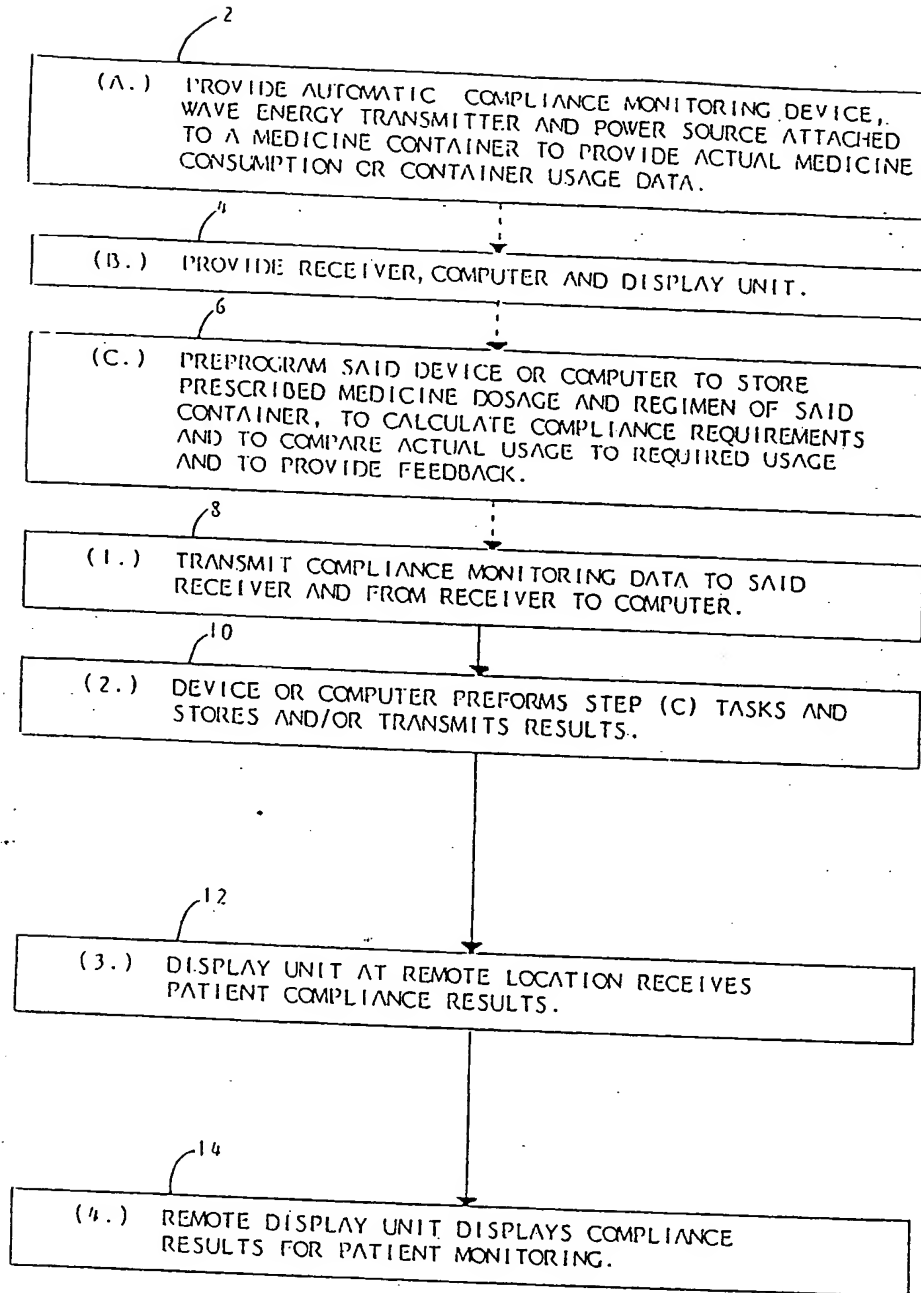 2
(A.) PROVIDE AUTOMATIC COMPLIANCE MONITORING DEVICE,
WAVE ENERGY TRANSMITTER AND POWER SOURCE ATTACHED
TO A MEDICINE CONTAINER TO PROVIDE ACTUAL MEDICINE
CONSUMPTION OR CONTAINER USAGE DATA.
4
(B.) PROVIDE RECEIVER, COMPUTER AND DISPLAY UNIT.
6
(C.) PREPROGRAM SAID DEVICE OR COMPUTER TO STORE
PRESCRIBED MEDICINE DOSAGE AND REGIMEN OF SAID
CONTAINER, TO CALCULATE COMPLIANCE REQUIREMENTS
AND TO COMPARE ACTUAL USAGE TO REQUIRED USAGE
AND TO PROVIDE FEEDBACK.
8
(1.) TRANSMIT COMPLIANCE MONITORING DATA TO SAID
RECEIVER AND FROM RECEIVER TO COMPUTER.
10
(2.) DEVICE OR COMPUTER PREFORMS STEP (C) TASKS AND
STORES AND/OR TRANSMITS RESULTS.
12
(3.) DISPLAY UNIT AT REMOTE LOCATION RECEIVES
PATIENT COMPLIANCE RESULTS.
14
(4.) REMOTE DISPLAY UNIT DISPLAYS COMPLIANCE
RESULTS FOR PATIENT MONITORING.